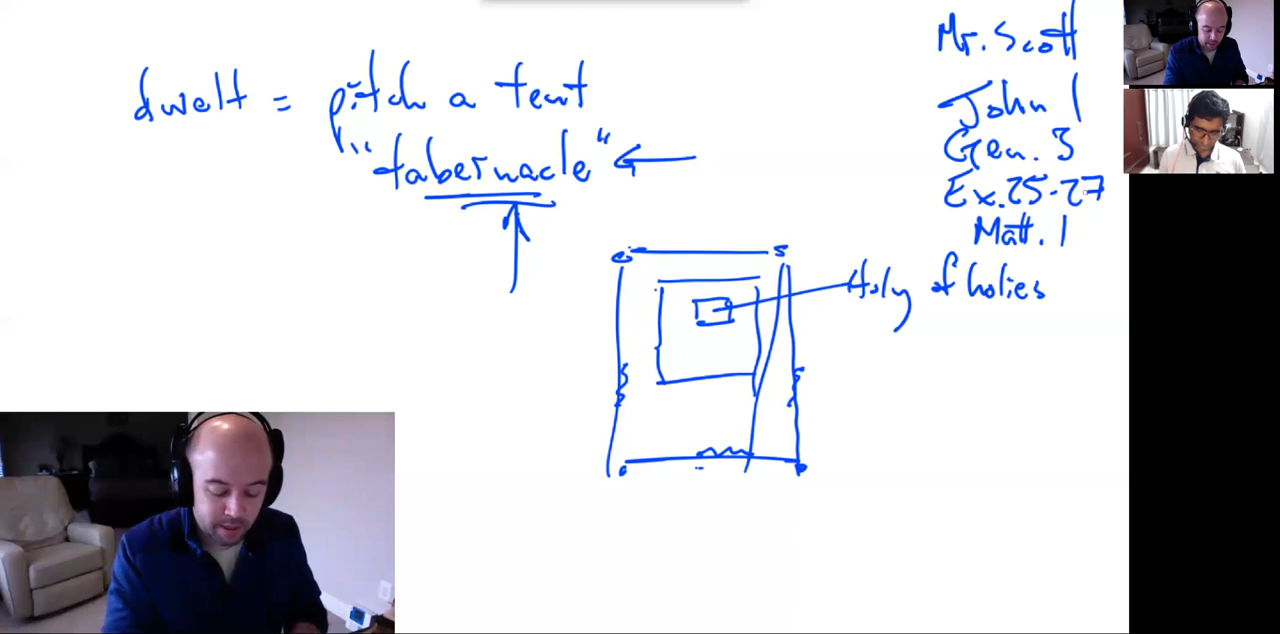 dwelt = pitch a tent
"tabernacle"
Mr. Scott
John 1
Gen. 3
Ex. 25-27
Matt. 1
Holy of holies